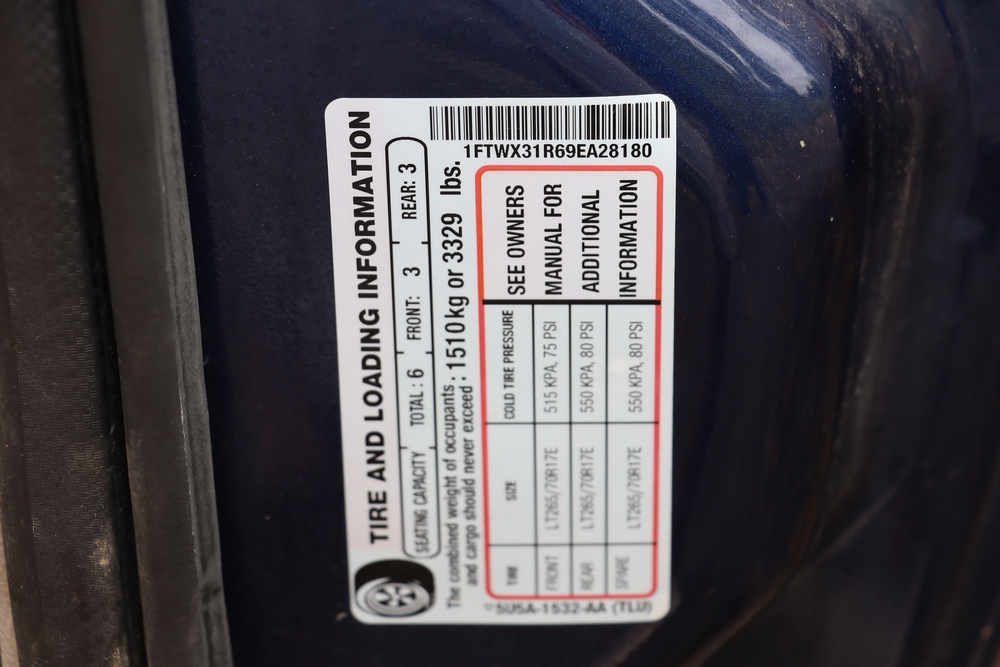 TIRE AND LOADING INFORMATION
SEATING CAPACITY TOTAL : 6 FRONT: 3 REAR: 3
The combined weight of occupants : 1510 kg or 3329 lbs.
and cargo should never exceed
TIRE SIZE COLD TIRE PRESSURE SEE OWNERS
FRONT LT265/70R17E 515 KPA, 75 PSI MANUAL FOR
REAR LT265/70R17E 550 KPA, 80 PSI ADDITIONAL
SPARE LT265/70R17E 550 KPA, 80 PSI INFORMATION
1FTWX31R69EA28180
5U5A-1532-AA (TLU)